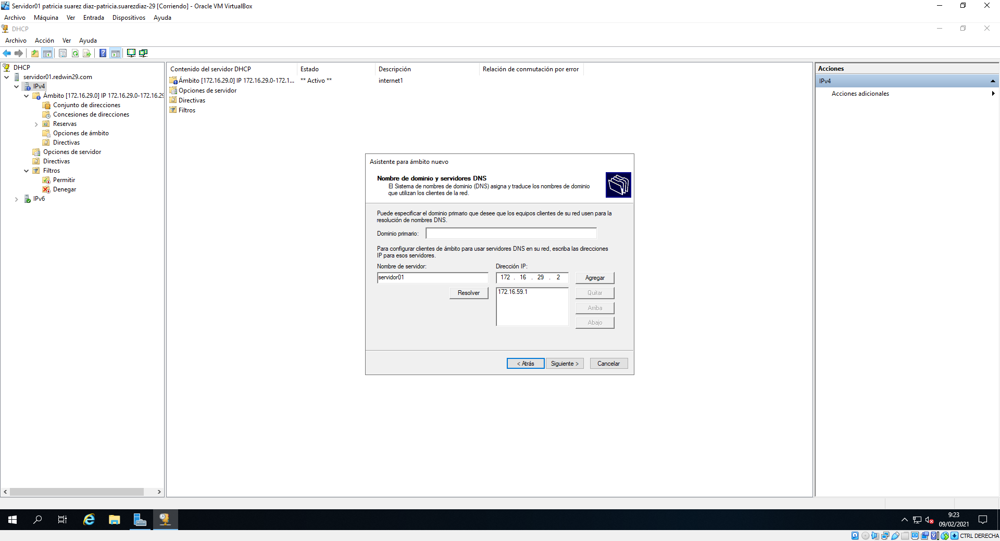 Servidor01 patricia suarez diaz-patricia.suarezdiaz-29 [Corriendo] - Oracle VM VirtualBox
Archivo Máquina Ver Entrada Dispositivos Ayuda
DHCP
Archivo Acción Ver Ayuda
DHCP
servidor01.redwin29.com
IPv4
Ámbito [172.16.29.0] IP 172.16.29.0-172.16.29
Conjunto de direcciones
Concesiones de direcciones
Reservas
Opciones de ámbito
Directivas
Opciones de servidor
Directivas
Filtros
Permitir
Denegar
IPv6
Contenido del servidor DHCP Estado Descripción Relación de conmutación por error
Ámbito [172.16.29.0] IP 172.16.29.0-172.1... ** Activo ** internet1
Opciones de servidor
Directivas
Filtros
Acciones
IPv4
Acciones adicionales
Asistente para ámbito nuevo
Nombre de dominio y servidores DNS
El Sistema de nombres de dominio (DNS) asigna y traduce los nombres de dominio
que utilizan los clientes de la red.
Puede especificar el dominio primario que desee que los equipos clientes de su red usen para la
resolución de nombres DNS.
Dominio primario:
Para configurar clientes de ámbito para usar servidores DNS en su red, escriba las direcciones
IP para esos servidores.
Nombre de servidor: Dirección IP:
servidor01 172 . 16 . 29 . 2 Agregar
Resolver 172.16.59.1 Quitar
Arriba
Abajo
< Atrás Siguiente > Cancelar
9:23
09/02/2021
CTRL DERECHA